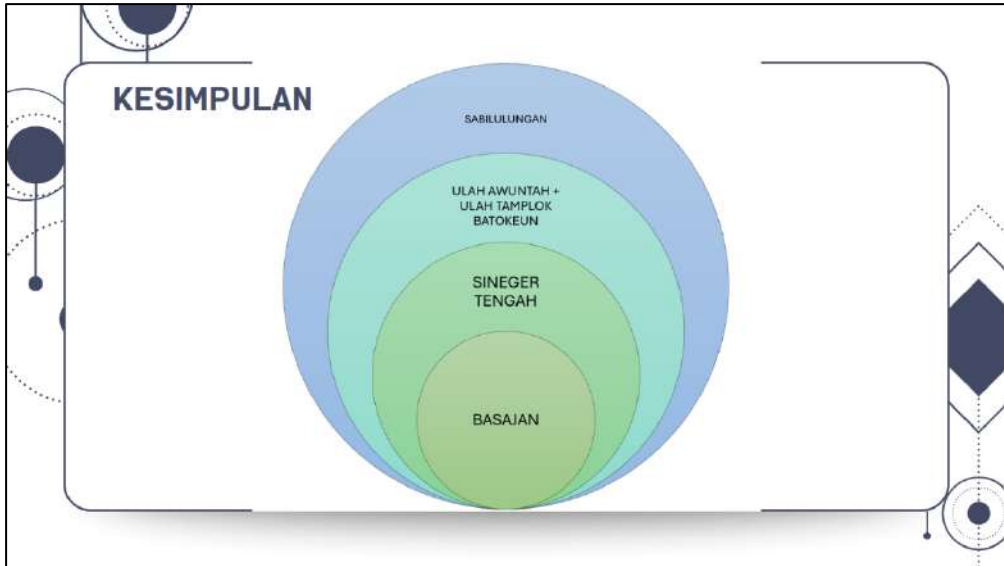 KESIMPULAN
SABILULUNGAN
ULAH AWUNTAH +
ULAH TAMPLOK
BATOKEUN
SINEGER
TENGAH
BASAJAN